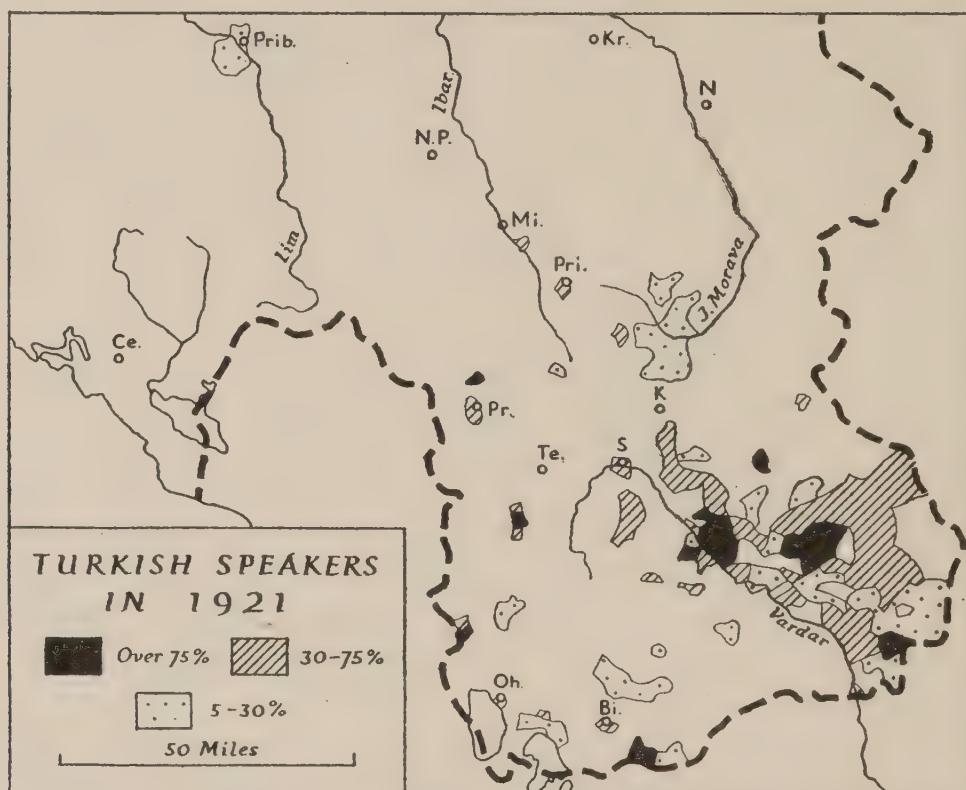 Prib.
Kr.
Ibar
N
N.P.
Lim
Mi.
Pri.
J. Morava
Ce.
K
Pr.
Te.
S
Vardar
Oh.
Bi.
TURKISH SPEAKERS
IN 1921
Over 75%
30-75%
5-30%
50 Miles